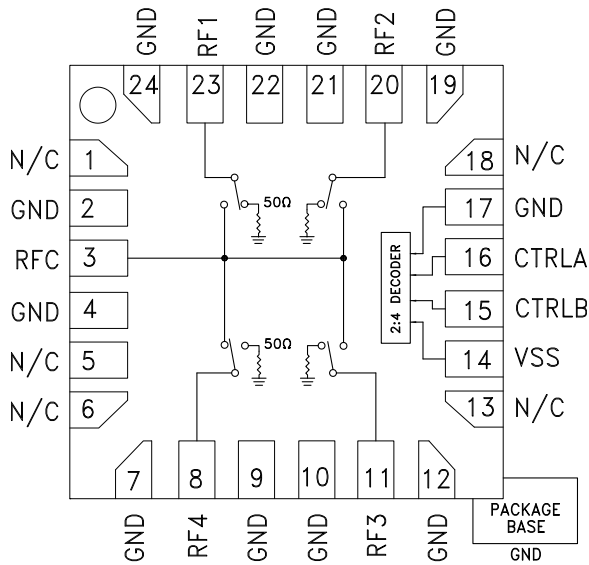 GND
RF1
GND
GND
RF2
GND
24
23
22
21
20
19
N/C 1
GND 2
RFC 3
GND 4
N/C 5
N/C 6
50Ω
50Ω
2:4 DECODER
18 N/C
17 GND
16 CTRLA
15 CTRLB
14 VSS
13 N/C
7
8
9
10
11
12
GND
RF4
GND
GND
RF3
GND
PACKAGE
BASE
GND